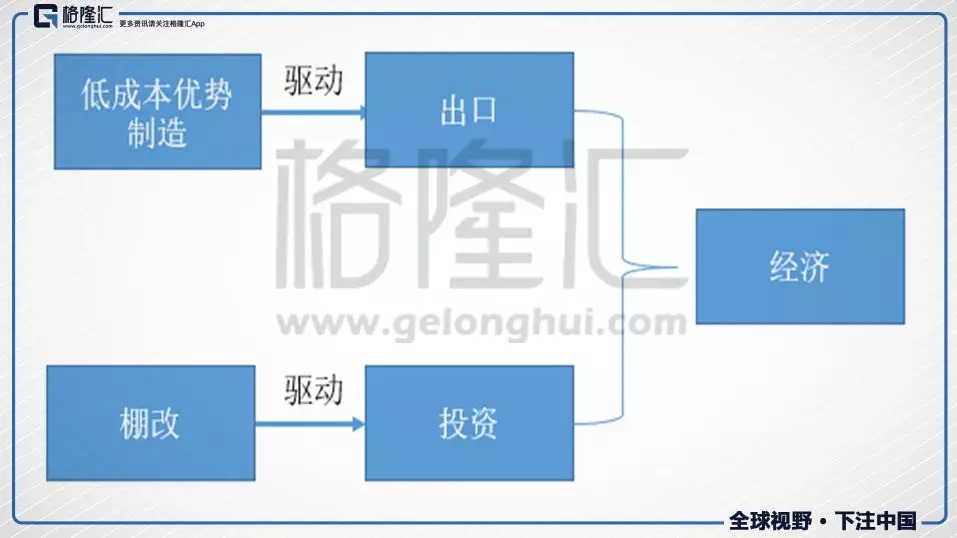 格隆汇
www.gelonghui.com
更多资讯请关注格隆汇App
低成本优势
制造
驱动
出口
格隆汇
www.gelonghui.com
经济
棚改
驱动
投资
全球视野·下注中国